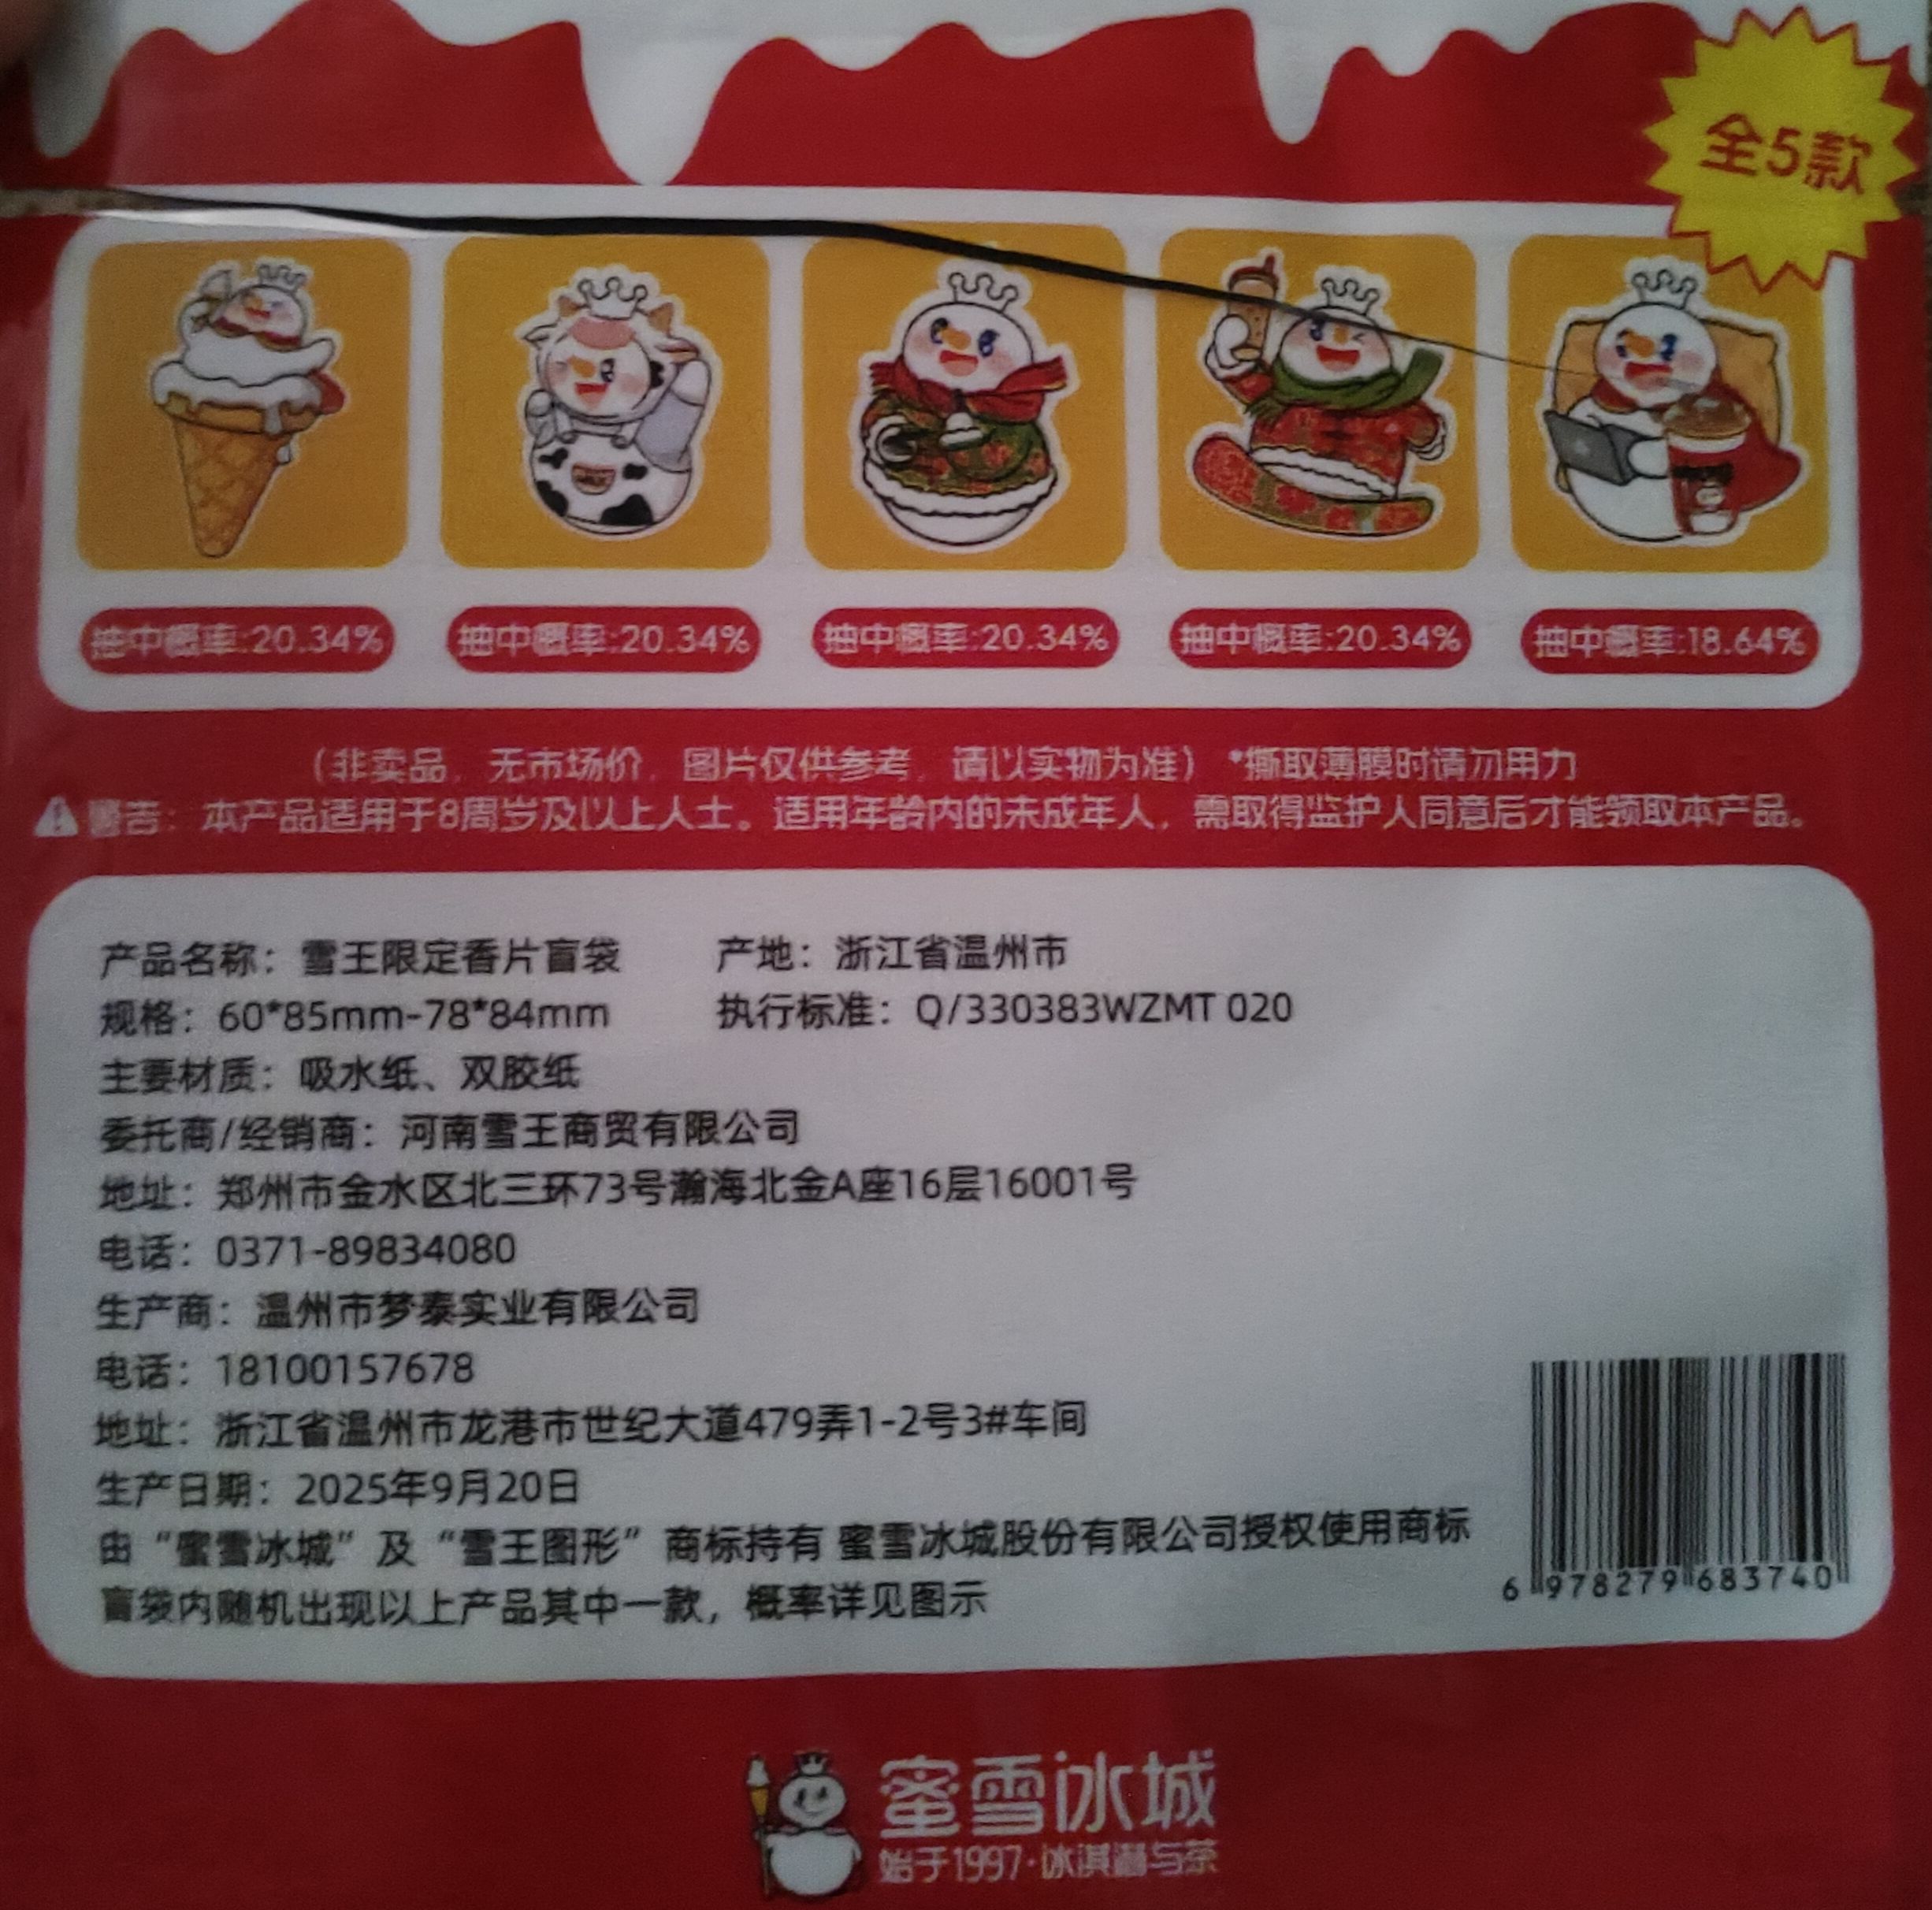 全5款
抽中概率:20.34%
抽中概率:20.34%
抽中概率:20.34%
抽中概率:20.34%
抽中概率:18.64%
(非卖品，无市场价，图片仅供参考，请以实物为准) *撕取薄膜时请勿用力
警告：本产品适用于8周岁及以上人士。适用年龄内的未成年人，需取得监护人同意后才能领取本产品。
产品名称：雪王限定香片盲袋 产地：浙江省温州市
规格：60*85mm-78*84mm 执行标准：Q/330383WZMT 020
主要材质：吸水纸、双胶纸
委托商/经销商：河南雪王商贸有限公司
地址：郑州市金水区北三环73号瀚海北金A座16层16001号
电话：0371-89834080
生产商：温州市梦泰实业有限公司
电话：18100157678
地址：浙江省温州市龙港市世纪大道479弄1-2号3#车间
生产日期：2025年9月20日
由“蜜雪冰城”及“雪王图形”商标持有 蜜雪冰城股份有限公司授权使用商标
盲袋内随机出现以上产品其中一款，概率详见图示
6 978279 683740
蜜雪冰城
始于1997·冰淇淋与茶